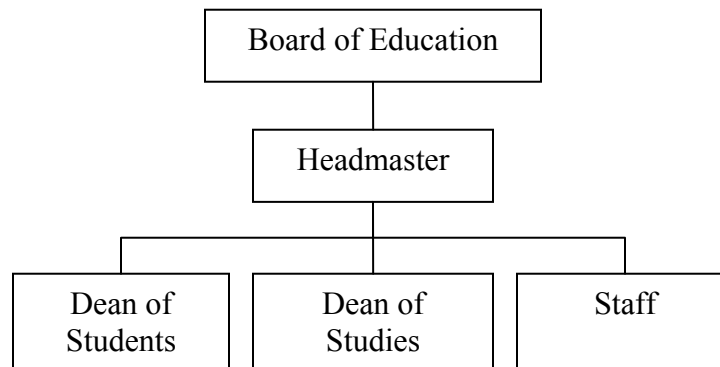 Board of Education
Headmaster
Dean of
Students
Dean of
Studies
Staff